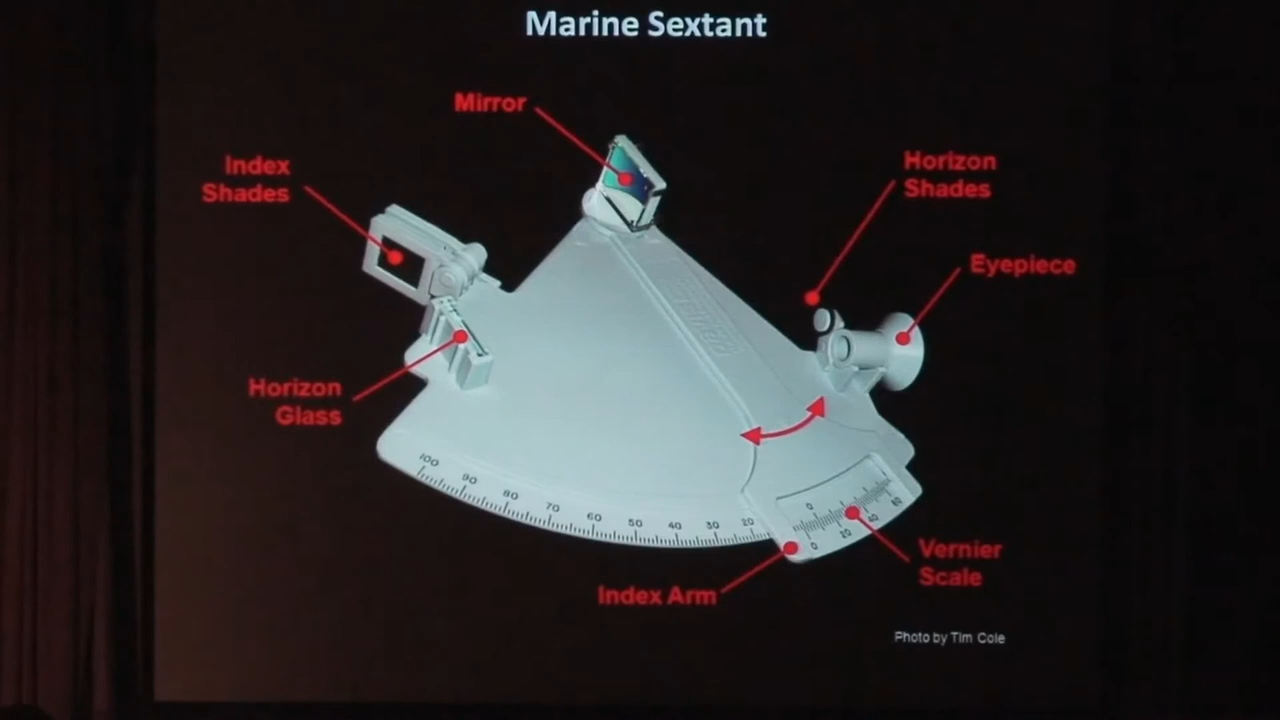 Marine Sextant
Mirror
Index
Shades
Horizon
Shades
Eyepiece
Horizon
Glass
100
90
80
70
60
50
40
30
20
0
0
20
40
60
Vernier
Scale
Index Arm
Photo by Tim Cole